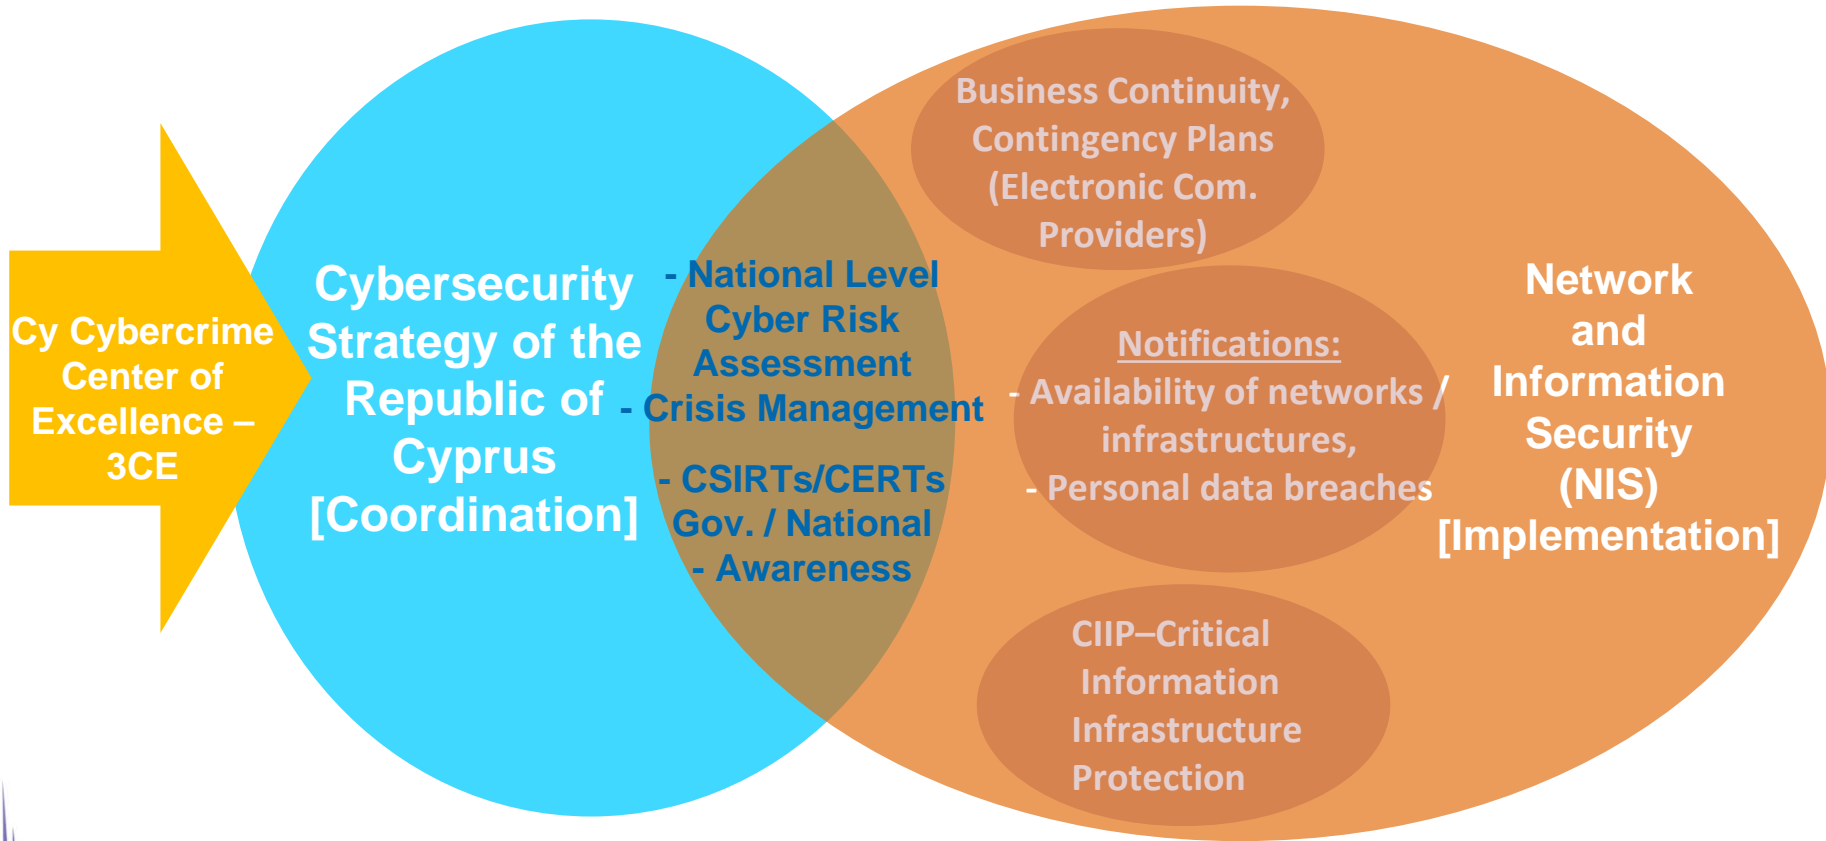 Cy Cybercrime
Center of
Excellence –
3CE
Cybersecurity
Strategy of the
Republic of
Cyprus
[Coordination]
- National Level
Cyber Risk
Assessment
- Crisis Management
- CSIRTs/CERTs
Gov. / National
- Awareness
Business Continuity,
Contingency Plans
(Electronic Com.
Providers)
Notifications:
- Availability of networks /
infrastructures,
- Personal data breaches
CIIP–Critical
Information
Infrastructure
Protection
Network
and
Information
Security
(NIS)
[Implementation]